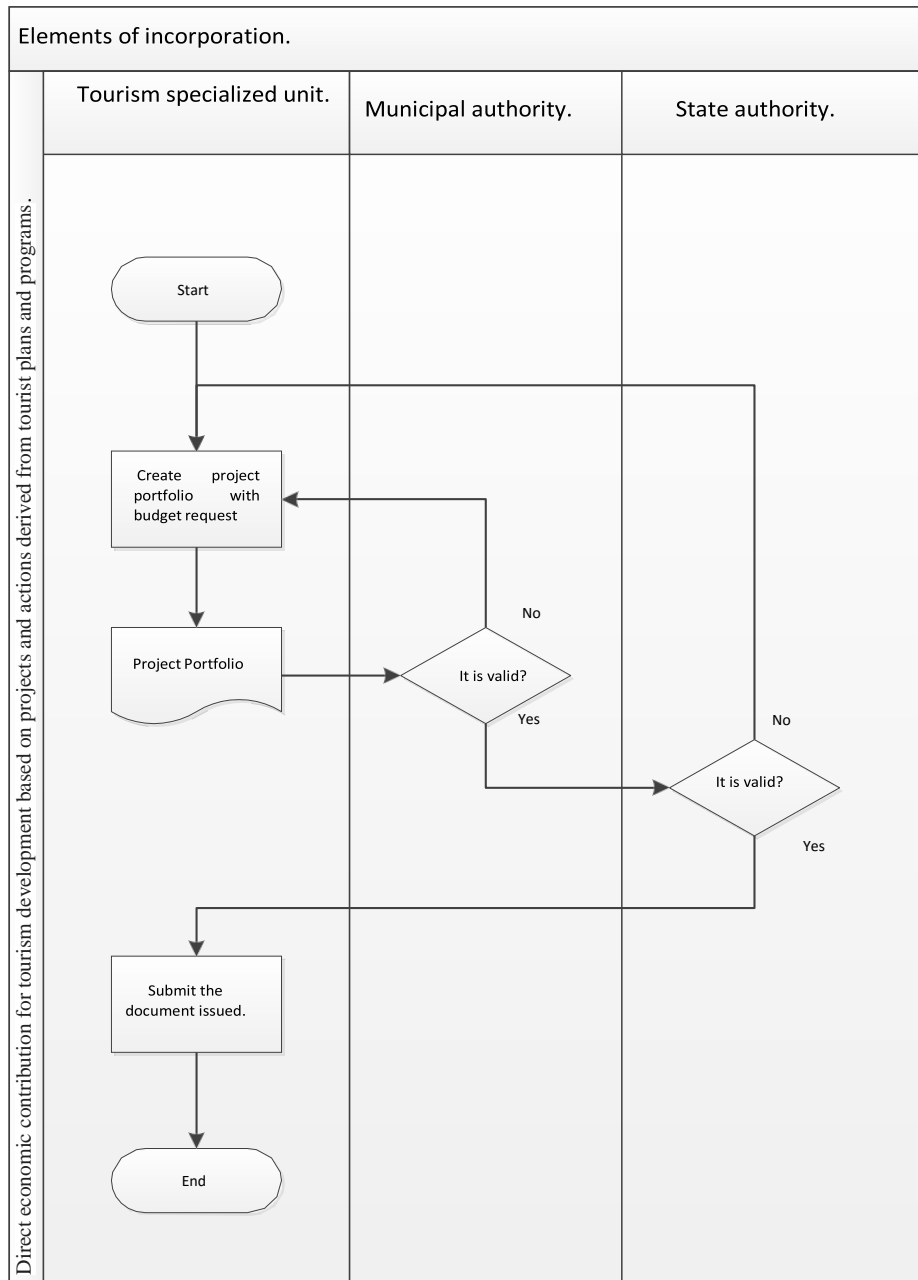 Elements of incorporation.
Direct economic contribution for tourism development based on projects and actions derived from tourist plans and programs.
Tourism specialized unit.
Municipal authority.
State authority.
Start
Create project
portfolio with
budget request
Project Portfolio
No
It is valid?
Yes
No
It is valid?
Yes
Submit the
document issued.
End